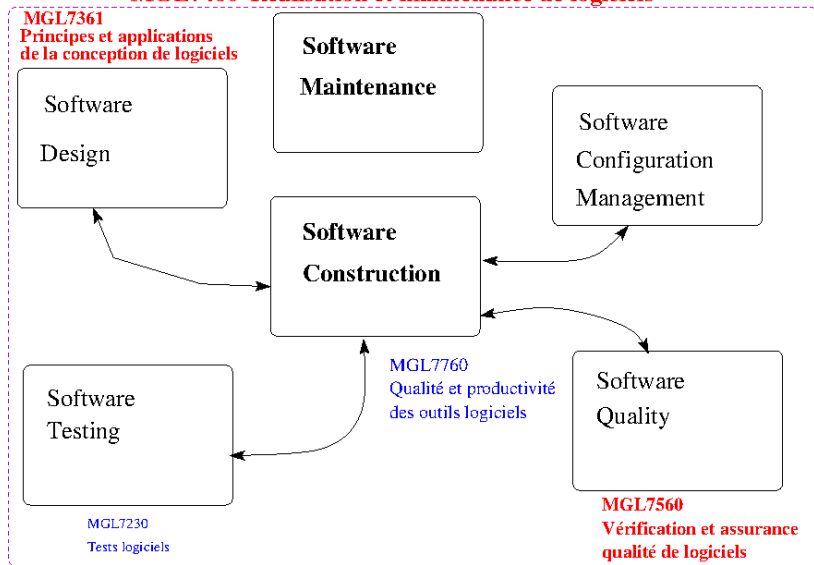 MGL7361
Principes et applications
de la conception de logiciels
Software
Design
Software
Maintenance
Software
Configuration
Management
Software
Construction
MGL7760
Qualité et productivité
des outils logiciels
Software
Testing
MGL7230
Tests logiciels
Software
Quality
MGL7560
Vérification et assurance
qualité de logiciels